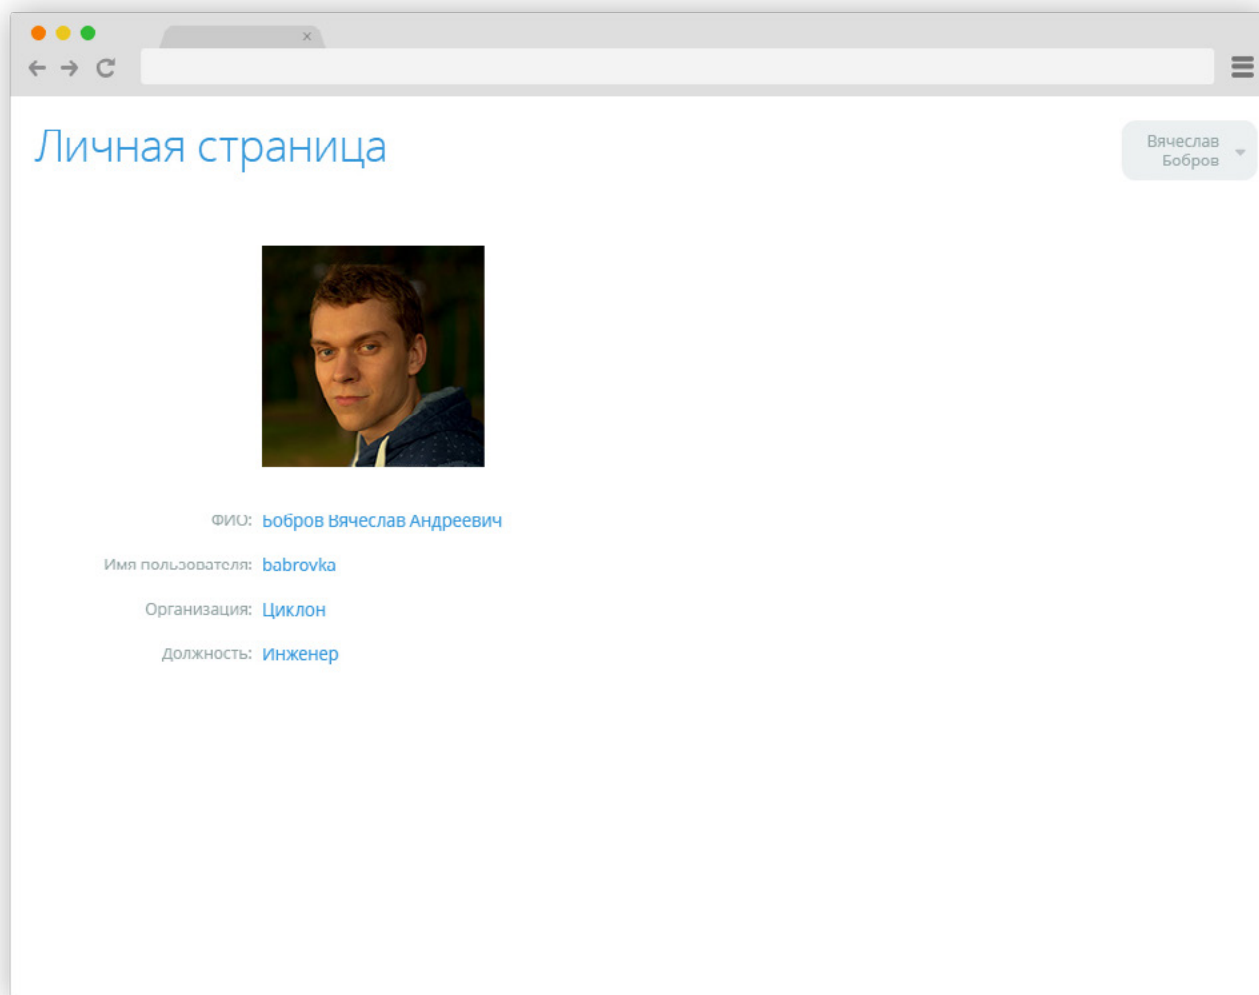 Личная страница
Вячеслав
Бобров
ФИО: Бобров Вячеслав Андреевич
Имя пользователя: babrovka
Организация: Циклон
Должность: Инженер